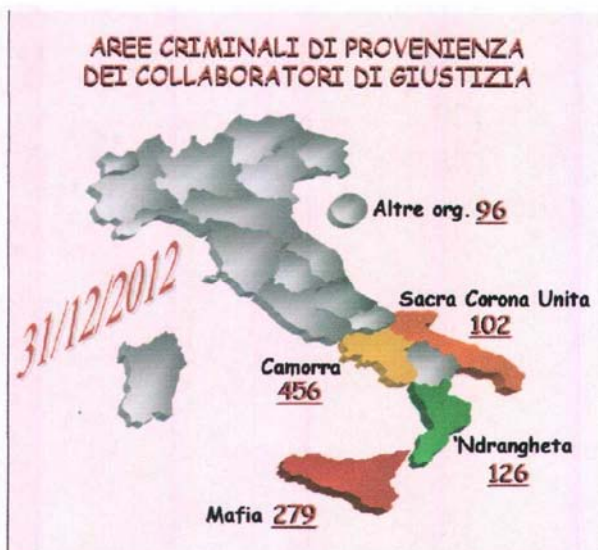 AREE CRIMINALI DI PROVENIENZA
DEI COLLABORATORI DI GIUSTIZIA
Altre org. 96
31/12/2012
Sacra Corona Unita
102
Camorra
456
'Ndrangheta
126
Mafia 279